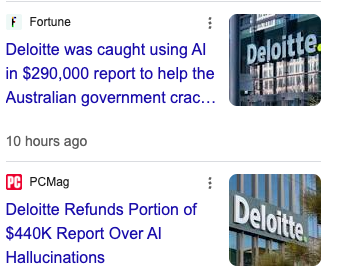 Fortune
Deloitte was caught using AI
in $290,000 report to help the
Australian government crac…
Deloitte.
10 hours ago
PC
PCMag
Deloitte Refunds Portion of
$440K Report Over AI
Hallucinations
Deloitte.